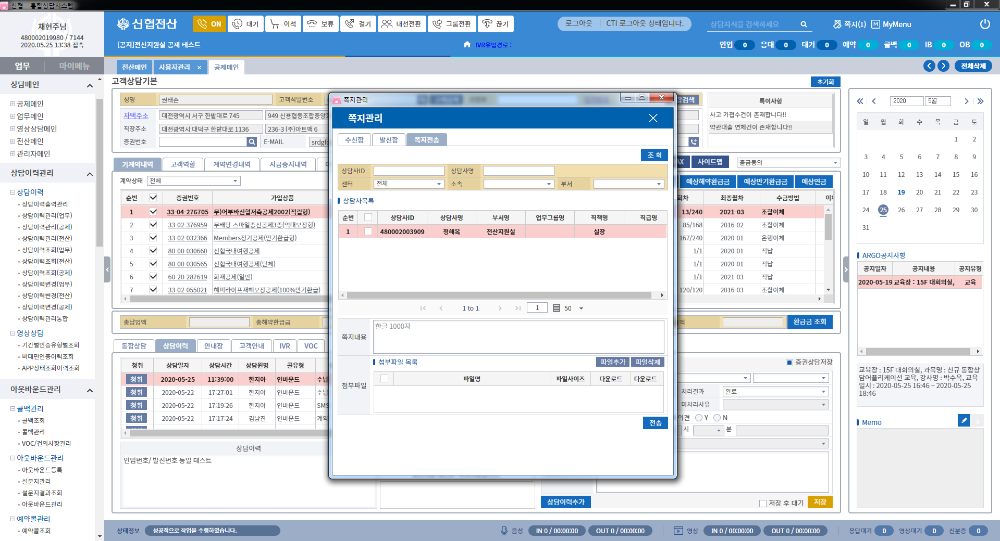 신협 - 통합상담시스템
채현주님
480002019980 / 7144
2020.05.25 13:38 접속
신협전산
ON
대기
이석
보류
걸기
내선전환
그룹전환
끊기
로그아웃 | CTI 로그아웃 상태입니다.
상담지식을 검색하세요
쪽지(1)
MyMenu
[공지]전산지원실 공제 테스트
IVR유입경로 :
인입 0 응대 0 대기 0 예약 0 콜백 0 IB 0 OB 0
업무 마이메뉴
전산메인 사용자관리 × 공제메인
전체삭제
상담메인
공제메인
업무메인
영상상담메인
전산메인
관리자메인
상담이력관리
상담이력
상담이력출력관리
상담이력관리(업무)
상담이력관리(공제)
상담이력관리(전산)
상담이력조회(업무)
상담이력조회(전산)
상담이력조회(공제)
상담이력변경(업무)
상담이력변경(전산)
상담이력변경(공제)
상담이력관리통합
영상상담
기간별인증유형별조회
비대면인증이력조회
APP상태조회이력조회
아웃바운드관리
콜백관리
콜백조회
콜백관리
VOC/건의사항관리
아웃바운드관리
아웃바운드등록
설문지관리
설문지결과조회
아웃바운드관리
예약콜관리
예약콜조회
고객상담기본
초기화
성명 권태손 고객식별번호
합검색
자택주소 대전광역시 서구 한밭대로 745 949 신용협동조합중앙회
직장주소 대전광역시 대덕구 한밭대로 1136 236-3 (주)아트맥 6
증권번호 E-MAIL srdgfd
특이사항
사고 가접수건이 존재합니다!!
약관대출 연체건이 존재합니다!!
기계약내역 고객역할 계약변경내역 지급중지내역
AX 사이트맵 출금동의
계약상태 전체
예상해약환급금 예상만기환급금 예상연금
순번 증권번호 가입상품
회차 최종월차 수금방법 이체
1 33-04-276705 무)어부바신협저축공제2002(적립형) 13/240 2021-03 조합이체
2 33-02-376959 무배당 스마일종신공제3종(억대보장형) 85/168 2016-02 조합이체
3 33-02-032366 Members정기공제(만기환급형) 167/240 2020-01 은행이체
4 80-00-030660 신협국내여행공제 1/1 2020-01 직납
5 80-00-030565 신협국내여행공제(단체) 1/1 2020-01 직납
6 60-20-287619 화재공제(일반) 1/1 2021-03 직납
7 33-02-055021 해피라이프재해보장공제(100%만기환급) 120/120 2016-03 조합이체
총납입액 총해약환급금
액 환급금 조회
통합상담 상담이력 안내장 고객안내 IVR VOC
청취 상담일자 상담시간 상담원명 콜유형
청취 2020-05-25 11:39:00 한지아 인바운드 수납
청취 2020-05-22 17:27:01 한지아 인바운드 수납
청취 2020-05-22 17:19:26 한지아 인바운드 SMS
청취 2020-05-22 17:17:24 김남진 인바운드 계약
상담이력
인입번호/ 발신번호 동일 테스트
쪽지관리
쪽지관리
수신함 발신함 쪽지전송
조 회
상담사ID 상담사명
센터 전체 소속 부서
상담사목록
순번 상담사ID 상담사명 부서명 업무그룹명 직책명 직급명
1 480002003909 정해옥 전산지원실 실장
1 to 1 1 50
쪽지내용 한글 1000자
첨부파일
첨부파일 목록
파일추가 파일삭제
파일명 파일사이즈 다운로드 다운로드
전송
증권상담저장
처리결과 완료
미처리사유
의견 Y N
시 분
상담이력추가
저장 후 대기 저장
2020 5월
일 월 화 수 목 금 토
1 2
3 4 5 6 7 8 9
10 11 12 13 14 15 16
17 18 19 20 21 22 23
24 25 26 27 28 29 30
31
ARGO공지사항
공지일자 공지내용 공지유형
2020-05-19 교육장 : 15F 대회의실, 교육
교육장 : 15F 대회의실, 과목명 : 신규 통합상
담어플리케이션 교육, 강사명 : 박수옥, 교육
일시 : 2020-05-25 16:46 ~ 2020-05-25
18:46
Memo
상태정보 성공적으로 작업을 수행하였습니다.
음성 IN 0 / 00:00:00 OUT 0 / 00:00:00
영상 IN 0 / 00:00:00 OUT 0 / 00:00:00
응답대기 0 영상대기 0 신분증 0